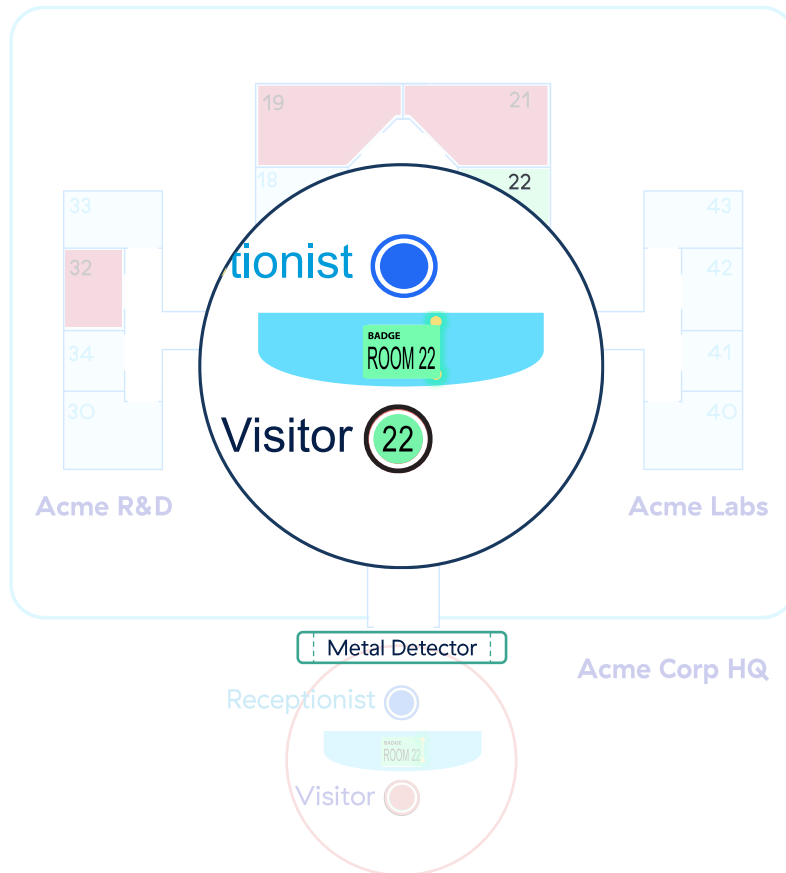 19
21
18
22
33
43
tionist
32
42
BADGE
ROOM 22
34
41
30
40
Visitor
22
Acme R&D
Acme Labs
Metal Detector
Acme Corp HQ
Receptionist
BADGE
ROOM 22
Visitor